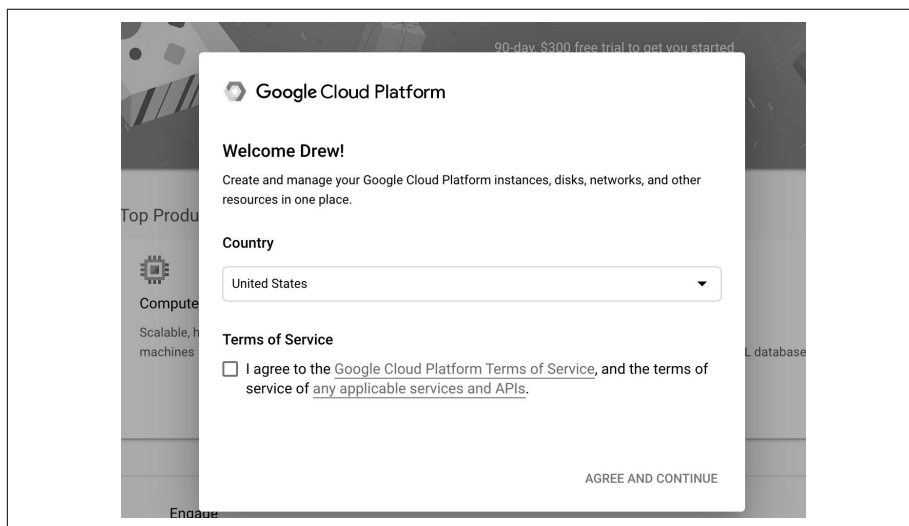 90-day, $300 free trial to get you started
Google Cloud Platform
Welcome Drew!
Create and manage your Google Cloud Platform instances, disks, networks, and other
resources in one place.
Top Produ
Country
United States
Compute
Scalable, h
machines
L database
Terms of Service
I agree to the Google Cloud Platform Terms of Service, and the terms of
service of any applicable services and APIs.
AGREE AND CONTINUE
Engage